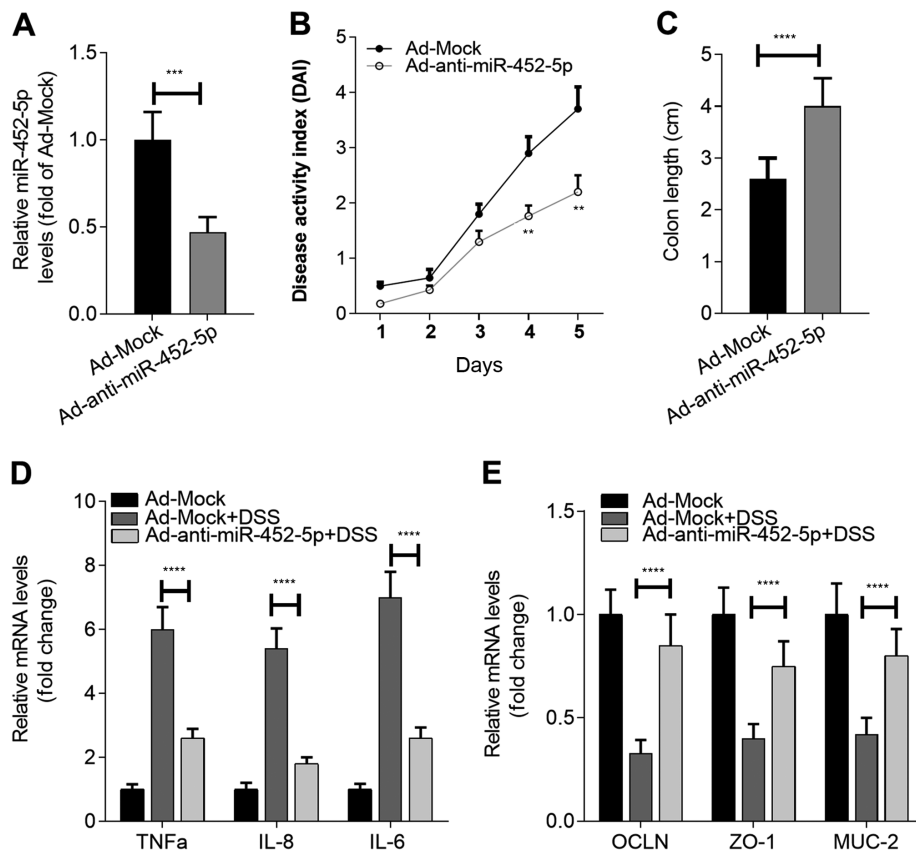 A
Relative miR-452-5p
levels (fold of Ad-Mock)
1.5
1.0
0.5
0.0
***
Ad-Mock
Ad-anti-miR-452-5p
B
Disease activity index (DAI)
5
4
3
2
1
0
Ad-Mock
Ad-anti-miR-452-5p
**
**
1 2 3 4 5
Days
C
Colon length (cm)
5
4
3
2
1
0
****
Ad-Mock
Ad-anti-miR-452-5p
D
Relative mRNA levels
(fold change)
10
8
6
4
2
0
Ad-Mock
Ad-Mock+DSS
Ad-anti-miR-452-5p+DSS
****
****
****
TNFa IL-8 IL-6
E
Relative mRNA levels
(fold change)
1.5
1.0
0.5
0.0
Ad-Mock
Ad-Mock+DSS
Ad-anti-miR-452-5p+DSS
****
****
****
OCLN ZO-1 MUC-2